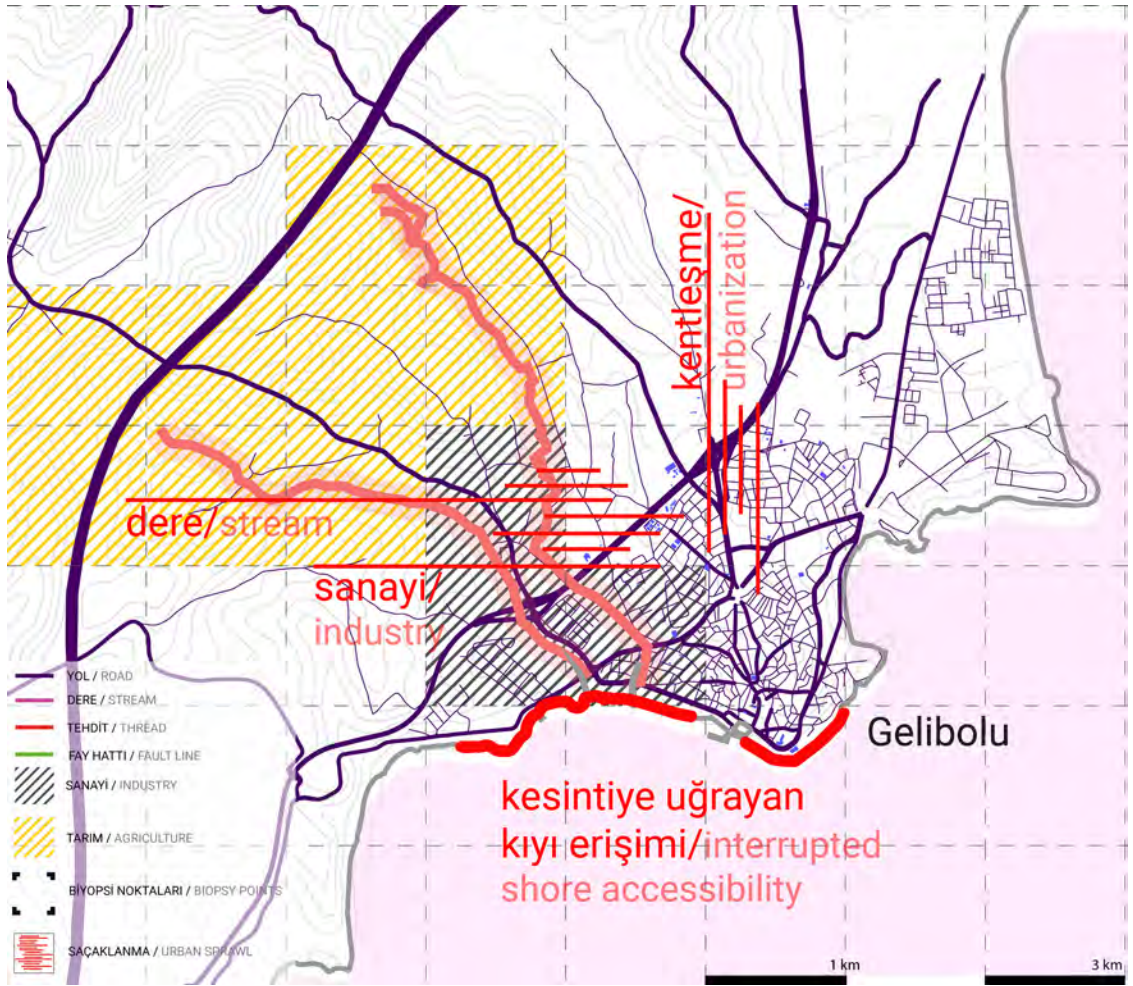 kentleşme/
urbanization
dere/stream
sanayi/
industry
YOL / ROAD
DERE / STREAM
TEHDİT / THREAD
FAY HATTI / FAULT LINE
SANAYİ / INDUSTRY
TARIM / AGRICULTURE
BİYOPSİ NOKTALARI / BIOPSY POINTS
SAÇAKLANMA / URBAN SPRAWL
Gelibolu
kesintiye uğrayan
kıyı erişimi/interrupted
shore accessibility
1 km
3 km